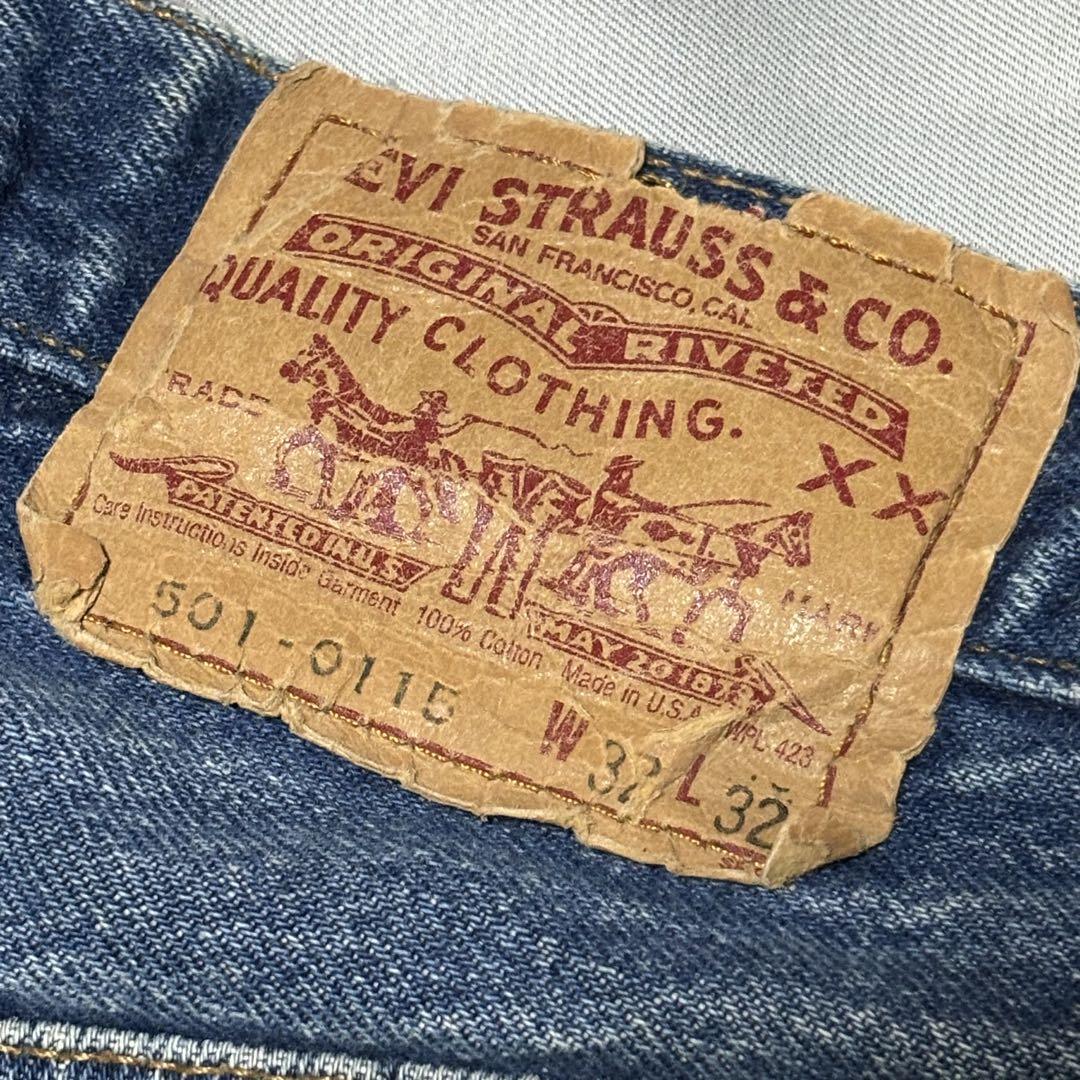 EVI STRAUSS & CO.
SAN FRANCISCO, CAL
ORIGINAL RIVETED
QUALITY CLOTHING.
TRADE
XX
PATENTED IN U.S.
MARK
MAY 20 1873
Care Instructions Inside Garment 100% Cotton Made in U.S.A. WPL 423
501-0115 W 32 L 32